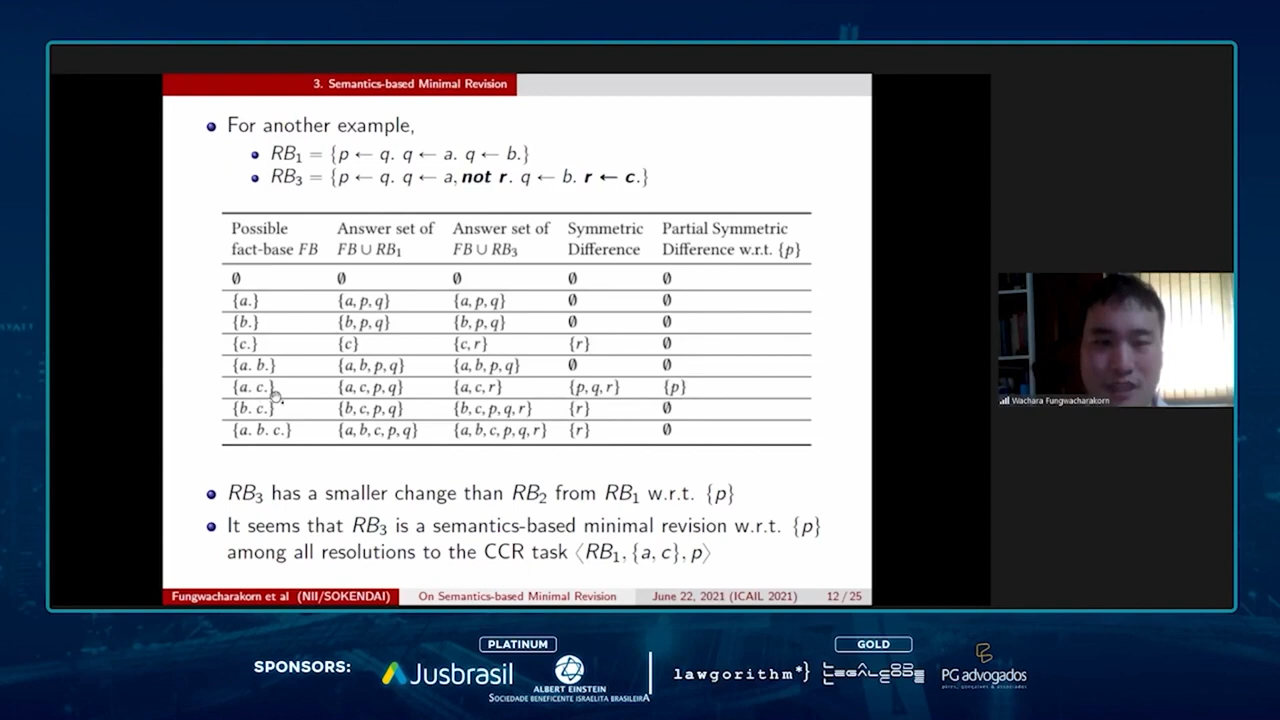 3. Semantics-based Minimal Revision
For another example,
RB₁ = {p ← q. q ← a. q ← b.}
RB₃ = {p ← q. q ← a, not r. q ← b. r ← c.}
Possible fact-base FB | Answer set of FB ∪ RB₁ | Answer set of FB ∪ RB₃ | Symmetric Difference | Partial Symmetric Difference w.r.t. {p}
∅ ∅ ∅ ∅ ∅
{a.} {a, p, q} {a, p, q} ∅ ∅
{b.} {b, p, q} {b, p, q} ∅ ∅
{c.} {c} {c, r} {r} ∅
{a. b.} {a, b, p, q} {a, b, p, q} ∅ ∅
{a. c.} {a, c, p, q} {a, c, r} {p, q, r} {p}
{b. c.} {b, c, p, q} {b, c, p, q, r} {r} ∅
{a. b. c.} {a, b, c, p, q} {a, b, c, p, q, r} {r} ∅
RB₃ has a smaller change than RB₂ from RB₁ w.r.t. {p}
It seems that RB₃ is a semantics-based minimal revision w.r.t. {p}
among all resolutions to the CCR task ⟨RB₁, {a, c}, p⟩
Fungwacharakorn et al (NII/SOKENDAI) On Semantics-based Minimal Revision June 22, 2021 (ICAIL 2021) 12 / 25
Wachara Fungwacharakorn
PLATINUM GOLD
SPONSORS: Jusbrasil
ALBERT EINSTEIN
SOCIEDADE BENEFICENTE ISRAELITA BRASILEIRA
lawgorithm*}
LEGALCODE
PG advogados